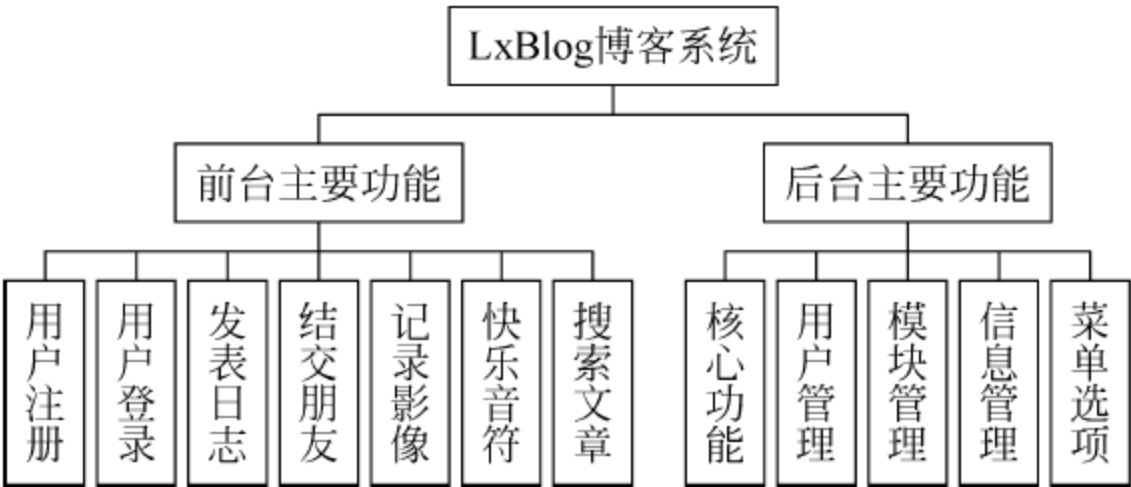 LxBlog博客系统
前台主要功能
后台主要功能
用户注册
用户登录
发表日志
结交朋友
记录影像
快乐音符
搜索文章
核心功能
用户管理
模块管理
信息管理
菜单选项